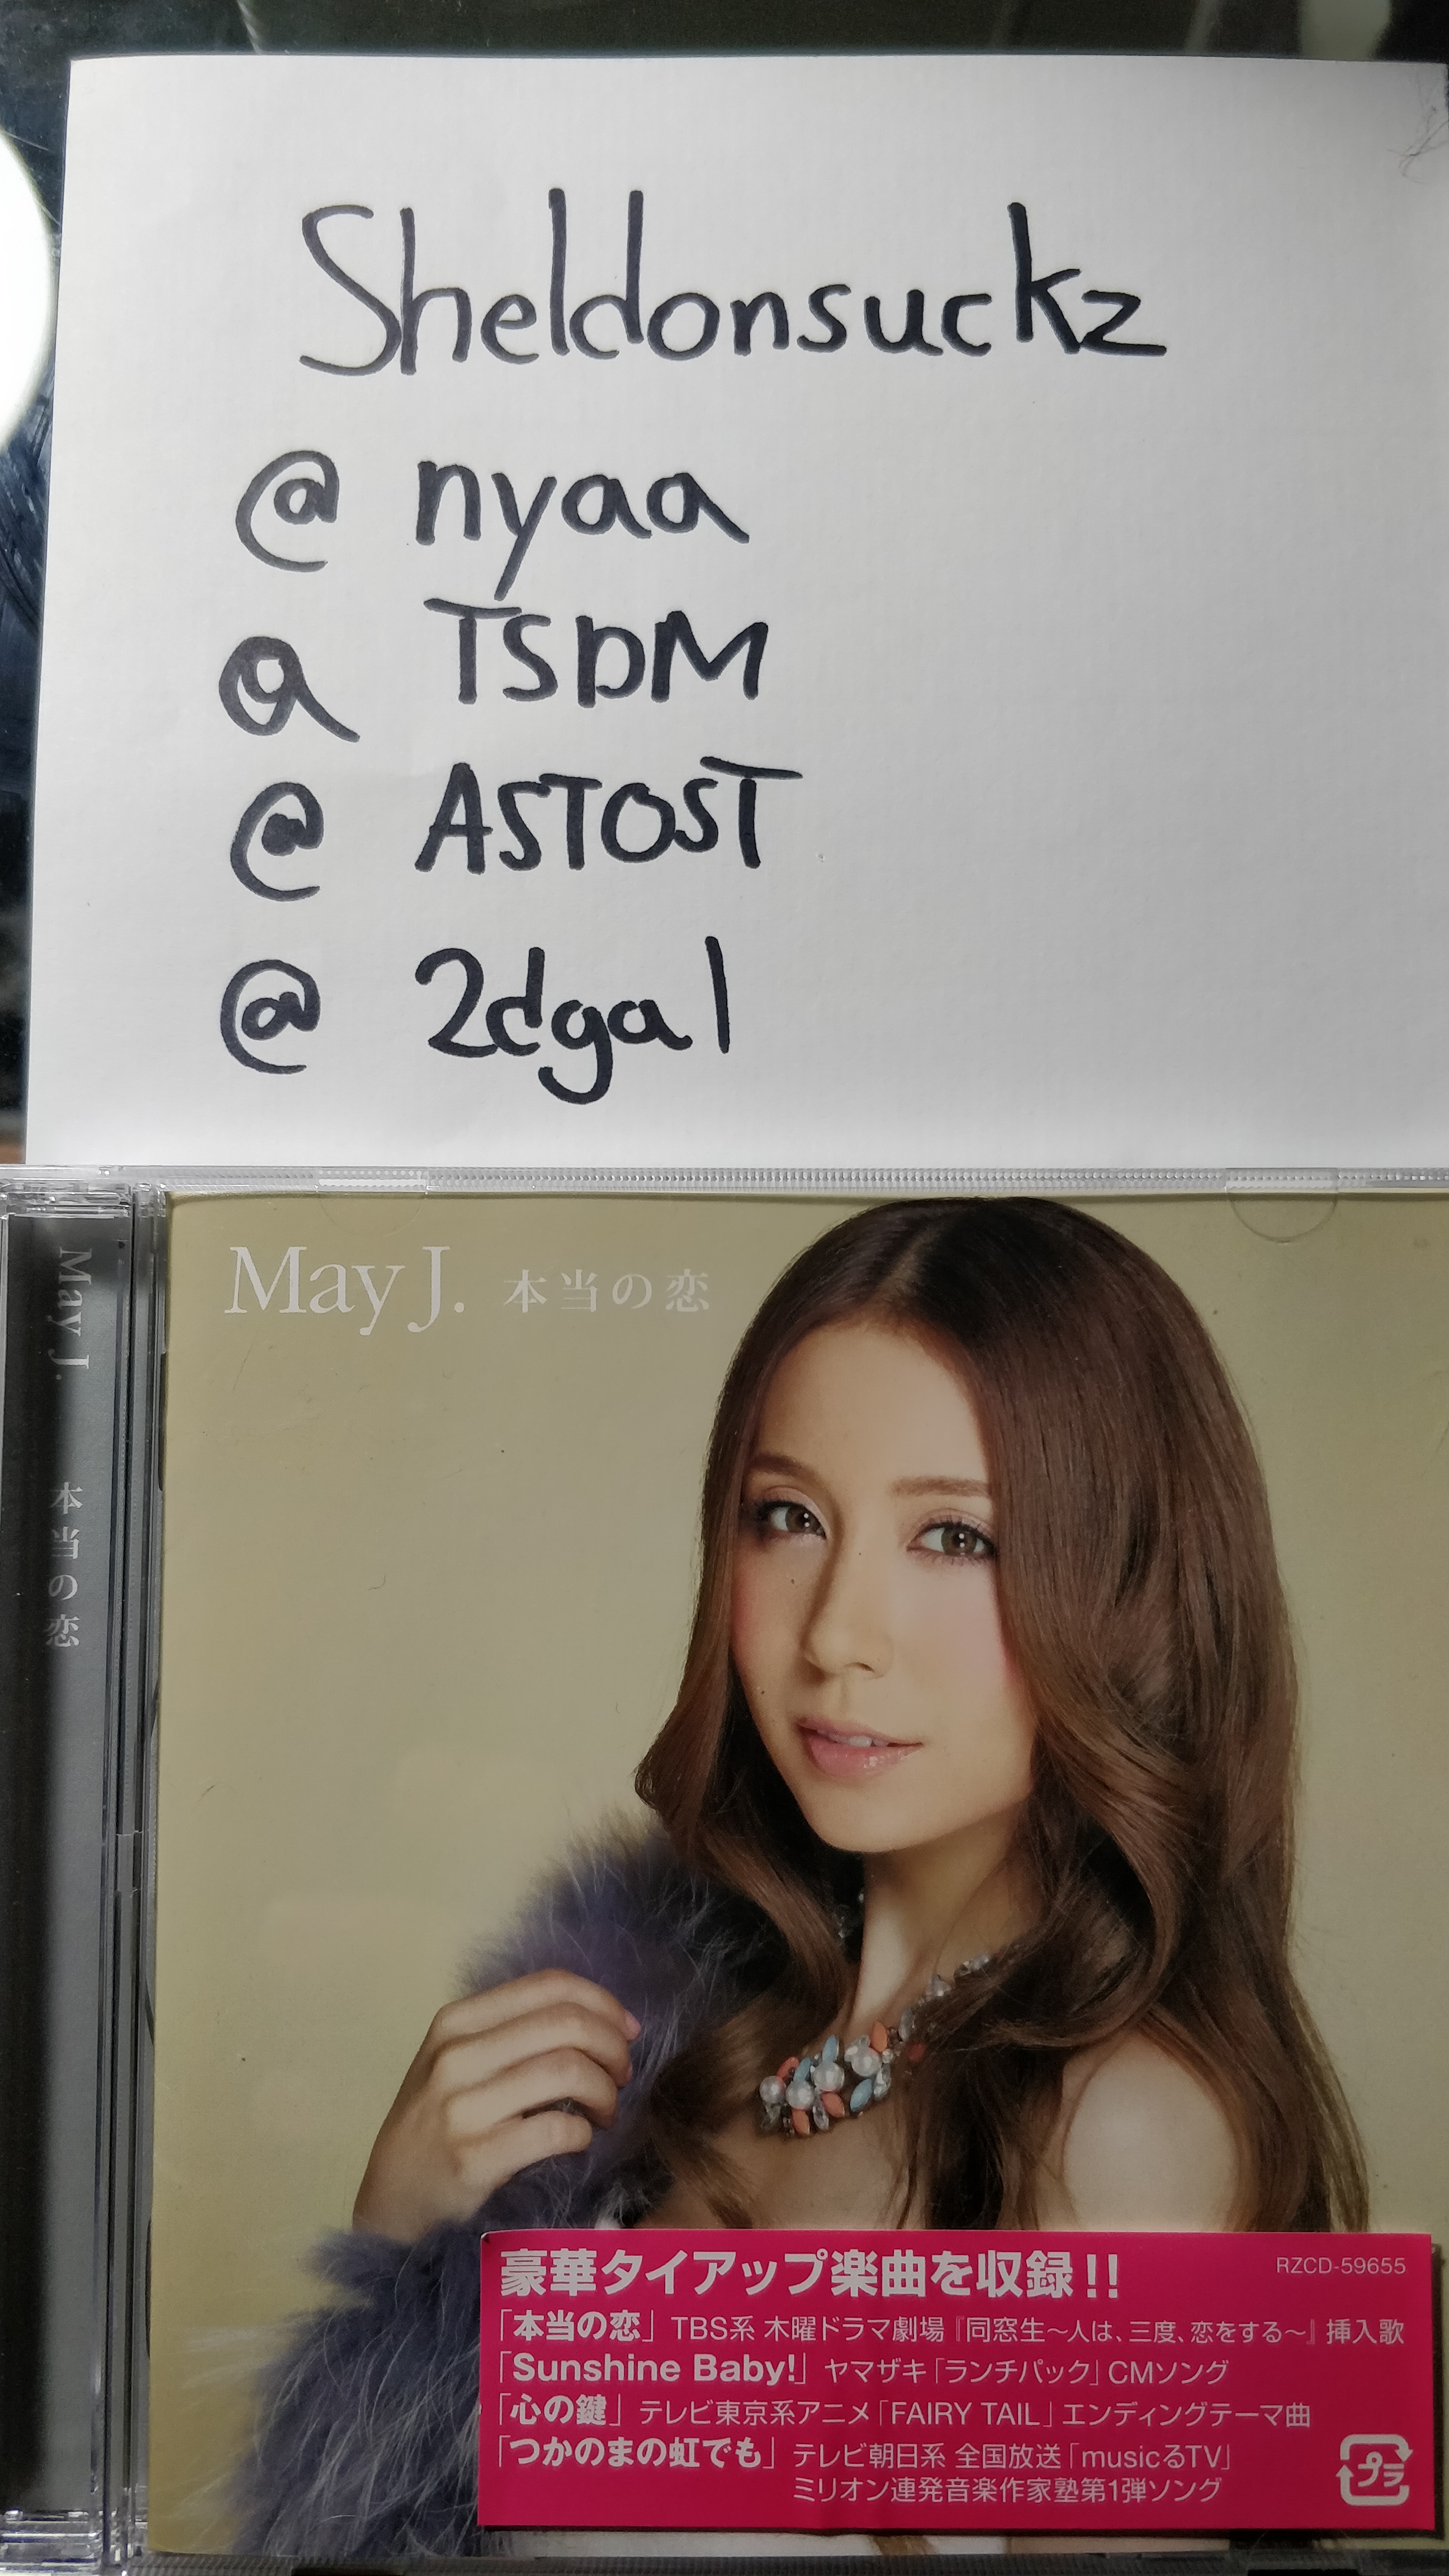 Sheldonsuckz
@ nyaa
@ TSDM
@ ASTOST
@ 2dgal
May J. 本当の恋
May J. 本当の恋
豪華タイアップ楽曲を収録!!
RZCD-59655
「本当の恋」TBS系 木曜ドラマ劇場『同窓生〜人は、三度、恋をする〜』挿入歌
「Sunshine Baby!」ヤマザキ「ランチパック」CMソング
「心の鍵」テレビ東京系アニメ「FAIRY TAIL」エンディングテーマ曲
「つかのまの虹でも」テレビ朝日系 全国放送「musicるTV」
ミリオン連発音楽作家塾第1弾ソング
プラ